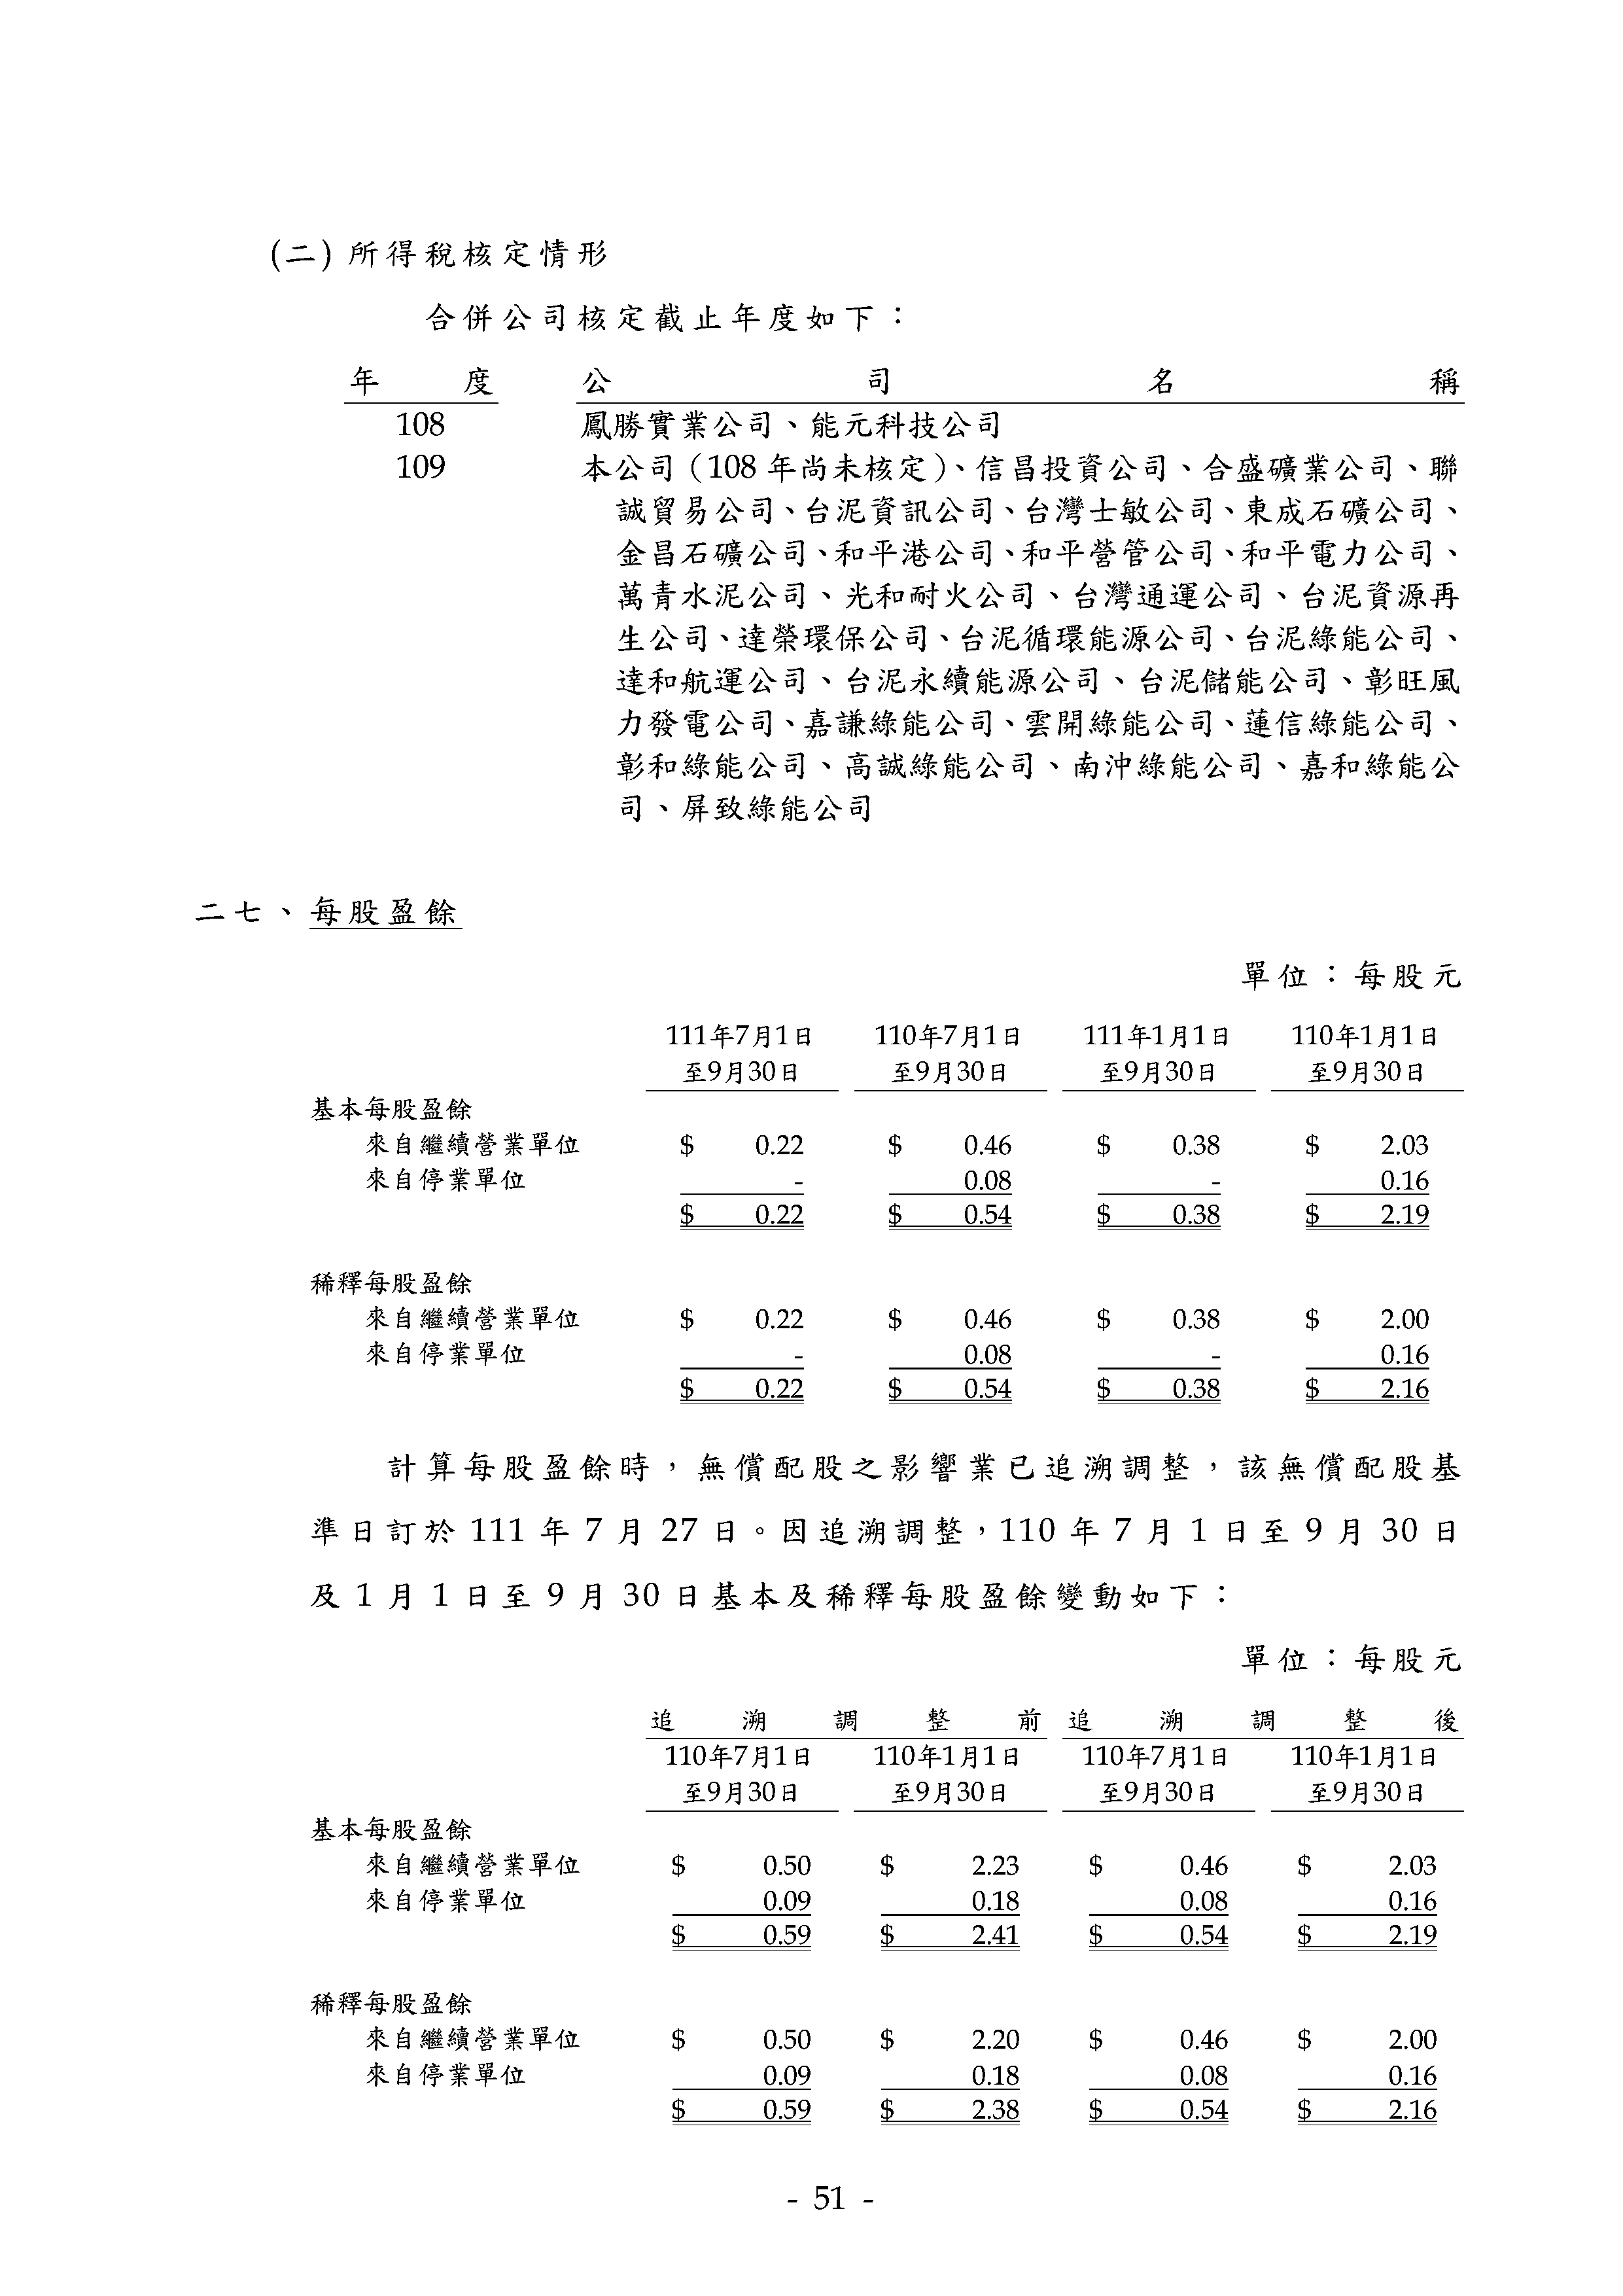 (二) 所得稅核定情形
合併公司核定截止年度如下：
年度 公司名稱
108 鳳勝實業公司、能元科技公司
109 本公司（108 年尚未核定）、信昌投資公司、合盛礦業公司、聯
誠貿易公司、台泥資訊公司、台灣士敏公司、東成石礦公司、
金昌石礦公司、和平港公司、和平營管公司、和平電力公司、
萬青水泥公司、光和耐火公司、台灣通運公司、台泥資源再
生公司、達榮環保公司、台泥循環能源公司、台泥綠能公司、
達和航運公司、台泥永續能源公司、台泥儲能公司、彰旺風
力發電公司、嘉謙綠能公司、雲開綠能公司、蓮信綠能公司、
彰和綠能公司、高誠綠能公司、南沖綠能公司、嘉和綠能公
司、屏致綠能公司
二七、每股盈餘
單位：每股元
111年7月1日 110年7月1日 111年1月1日 110年1月1日
至9月30日 至9月30日 至9月30日 至9月30日
基本每股盈餘
來自繼續營業單位 $ 0.22 $ 0.46 $ 0.38 $ 2.03
來自停業單位 - 0.08 - 0.16
$ 0.22 $ 0.54 $ 0.38 $ 2.19
稀釋每股盈餘
來自繼續營業單位 $ 0.22 $ 0.46 $ 0.38 $ 2.00
來自停業單位 - 0.08 - 0.16
$ 0.22 $ 0.54 $ 0.38 $ 2.16
計算每股盈餘時，無償配股之影響業已追溯調整，該無償配股基
準日訂於 111 年 7 月 27 日。因追溯調整，110 年 7 月 1 日至 9 月 30 日
及 1 月 1 日至 9 月 30 日基本及稀釋每股盈餘變動如下：
單位：每股元
追溯調整前 追溯調整後
110年7月1日 110年1月1日 110年7月1日 110年1月1日
至9月30日 至9月30日 至9月30日 至9月30日
基本每股盈餘
來自繼續營業單位 $ 0.50 $ 2.23 $ 0.46 $ 2.03
來自停業單位 0.09 0.18 0.08 0.16
$ 0.59 $ 2.41 $ 0.54 $ 2.19
稀釋每股盈餘
來自繼續營業單位 $ 0.50 $ 2.20 $ 0.46 $ 2.00
來自停業單位 0.09 0.18 0.08 0.16
$ 0.59 $ 2.38 $ 0.54 $ 2.16
- 51 -